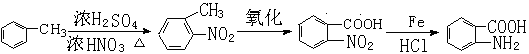 CH₃
浓H₂SO₄
浓HNO₃ △
CH₃
NO₂
氧化
COOH
NO₂
Fe
HCl
COOH
NH₂